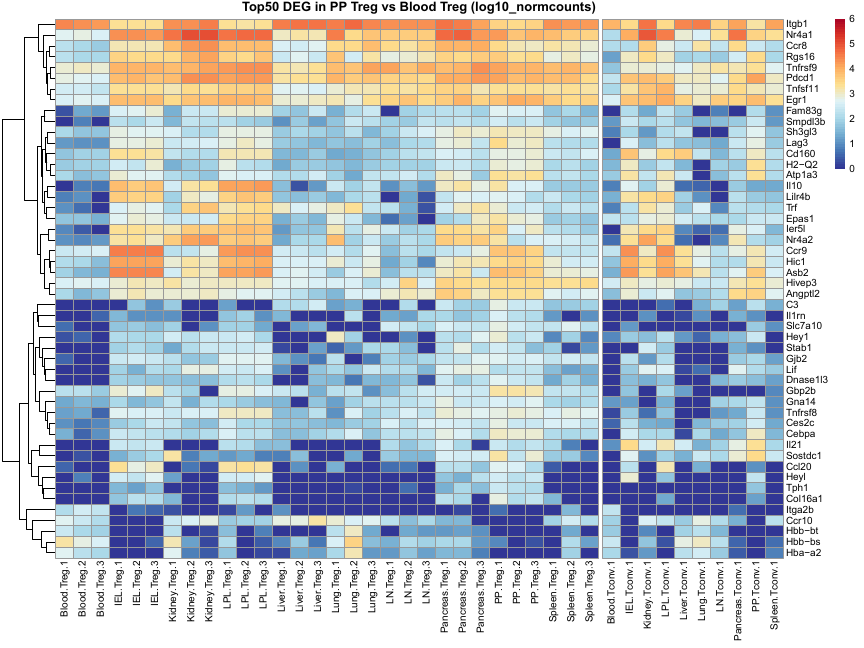 Top50 DEG in PP Treg vs Blood Treg (log10_normcounts)
Itgb1
Nr4a1
Ccr8
Rgs16
Tnfrsf9
Pdcd1
Tnfsf11
Egr1
Fam83g
Smpdl3b
Sh3gl3
Lag3
Cd160
H2−Q2
Atp1a3
Il10
Lilr4b
Trf
Epas1
Ier5l
Nr4a2
Ccr9
Hic1
Asb2
Hivep3
Angptl2
C3
Il1rn
Slc7a10
Hey1
Stab1
Gjb2
Lif
Dnase1l3
Gbp2b
Gna14
Tnfrsf8
Ces2c
Cebpa
Il21
Sostdc1
Ccl20
Heyl
Tph1
Col16a1
Itga2b
Ccr10
Hbb−bt
Hbb−bs
Hba−a2
6
5
4
3
2
1
0
Blood.Treg.1
Blood.Treg.2
Blood.Treg.3
IEL.Treg.1
IEL.Treg.2
IEL.Treg.3
Kidney.Treg.1
Kidney.Treg.2
Kidney.Treg.3
LPL.Treg.1
LPL.Treg.2
LPL.Treg.3
Liver.Treg.1
Liver.Treg.2
Liver.Treg.3
Lung.Treg.1
Lung.Treg.2
Lung.Treg.3
LN.Treg.1
LN.Treg.2
LN.Treg.3
Pancreas.Treg.1
Pancreas.Treg.2
Pancreas.Treg.3
PP.Treg.1
PP.Treg.2
PP.Treg.3
Spleen.Treg.1
Spleen.Treg.2
Spleen.Treg.3
Blood.Tconv.1
IEL.Tconv.1
Kidney.Tconv.1
LPL.Tconv.1
Liver.Tconv.1
Lung.Tconv.1
LN.Tconv.1
Pancreas.Tconv.1
PP.Tconv.1
Spleen.Tconv.1